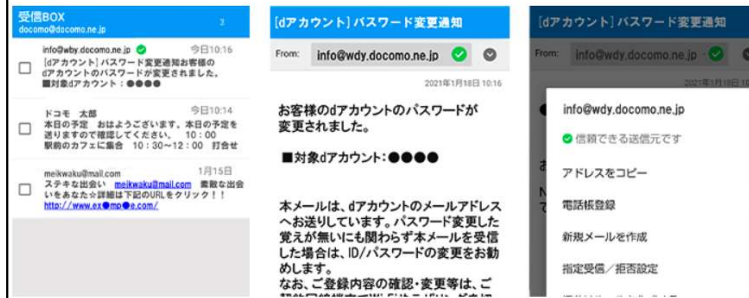 受信BOX
docomo@docomo.ne.jp
3
info@wby.docomo.ne.jp 今日10:16
[dアカウント] パスワード変更通知お客様の
dアカウントのパスワードが変更されました。
■対象dアカウント：●●●●
ドコモ 太郎 今日10:14
本日の予定 おはようございます。本日の予定を
送りますので確認してください。 10：00
駅前のカフェに集合 10：30～12：00 打合せ
meikwaku@mail.com 1月15日
ステキな出会い meikwaku@mail.com 素敵な出会
いをあなた☆詳細は下記のURLをクリック！！
http://www.ex●mp●e.com/
[dアカウント] パスワード変更通知
From: info@wdy.docomo.ne.jp
2021年1月18日 10:16
お客様のdアカウントのパスワードが
変更されました。
■対象dアカウント：●●●●
本メールは、dアカウントのメールアドレス
へお送りしています。パスワード変更した
覚えが無いにも関わらず本メールを受信
した場合は、ID/パスワードの変更をお勧
めします。
なお、ご登録内容の確認・変更等は、ご
[dアカウント] パスワード変更通知
From: info@wdy.docomo.ne.jp
2021年1月18日 10:16
info@wdy.docomo.ne.jp
信頼できる送信元です
アドレスをコピー
電話帳登録
新規メールを作成
指定受信／拒否設定